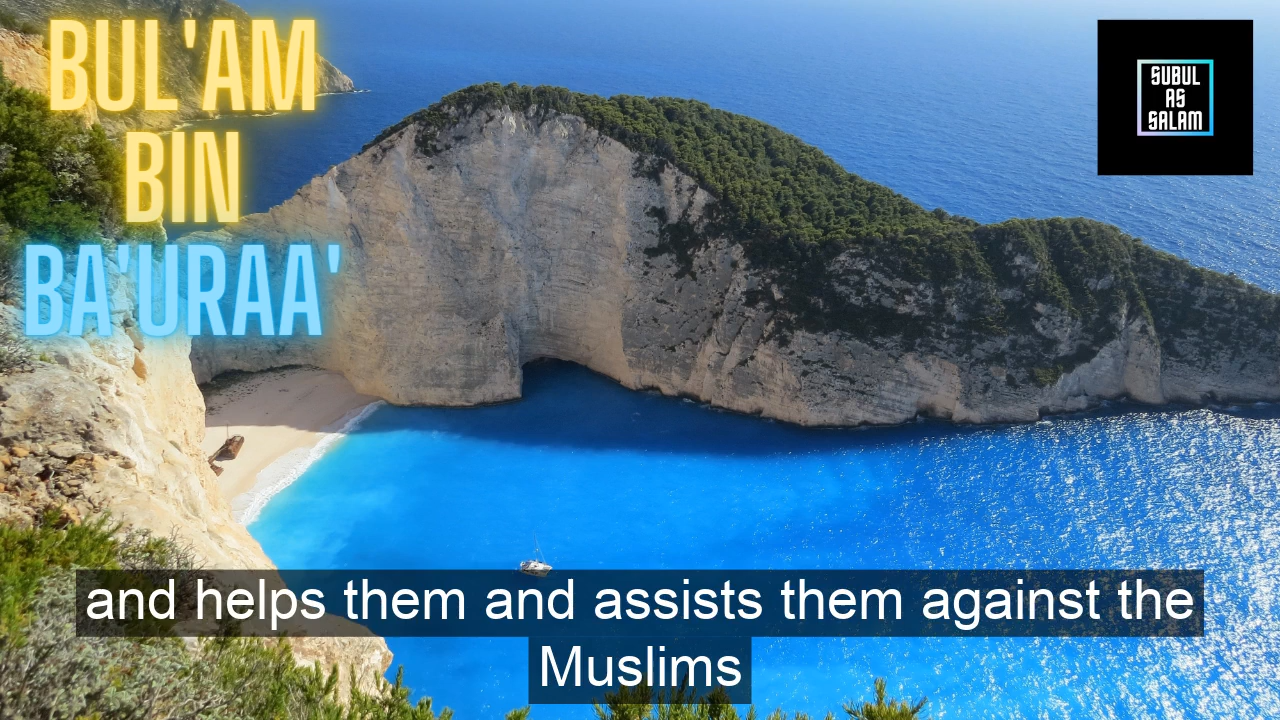 BUL'AM
BIN
BA'URAA'
SUBUL
AS
SALAM
and helps them and assists them against the
Muslims